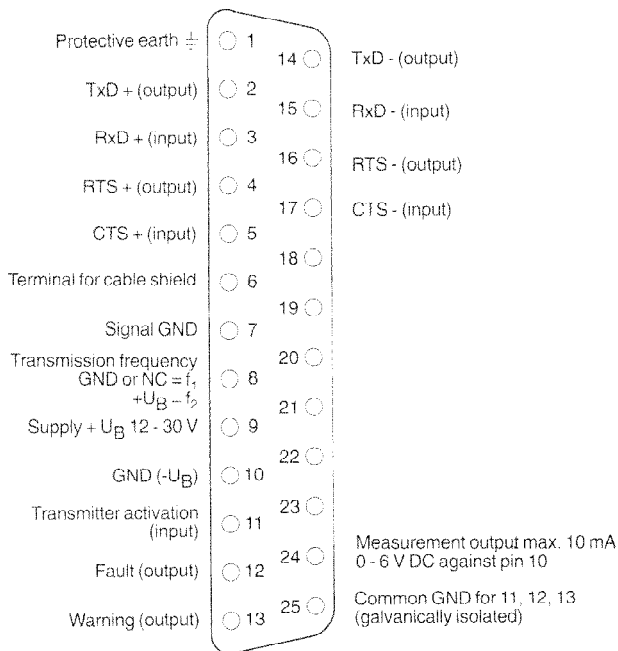 Protective earth ⏚ 1
14 TxD - (output)
TxD + (output) 2
15 RxD - (input)
RxD + (input) 3
16 RTS - (output)
RTS + (output) 4
17 CTS - (input)
CTS + (input) 5
18
Terminal for cable shield 6
19
Signal GND 7
20
Transmission frequency
GND or NC = f₁ 8
+U_B – f₂
21
Supply + U_B 12 - 30 V 9
22
GND (-U_B) 10
23
Transmitter activation
(input) 11
24 Measurement output max. 10 mA
0 - 6 V DC against pin 10
Fault (output) 12
25 Common GND for 11, 12, 13
(galvanically isolated)
Warning (output) 13